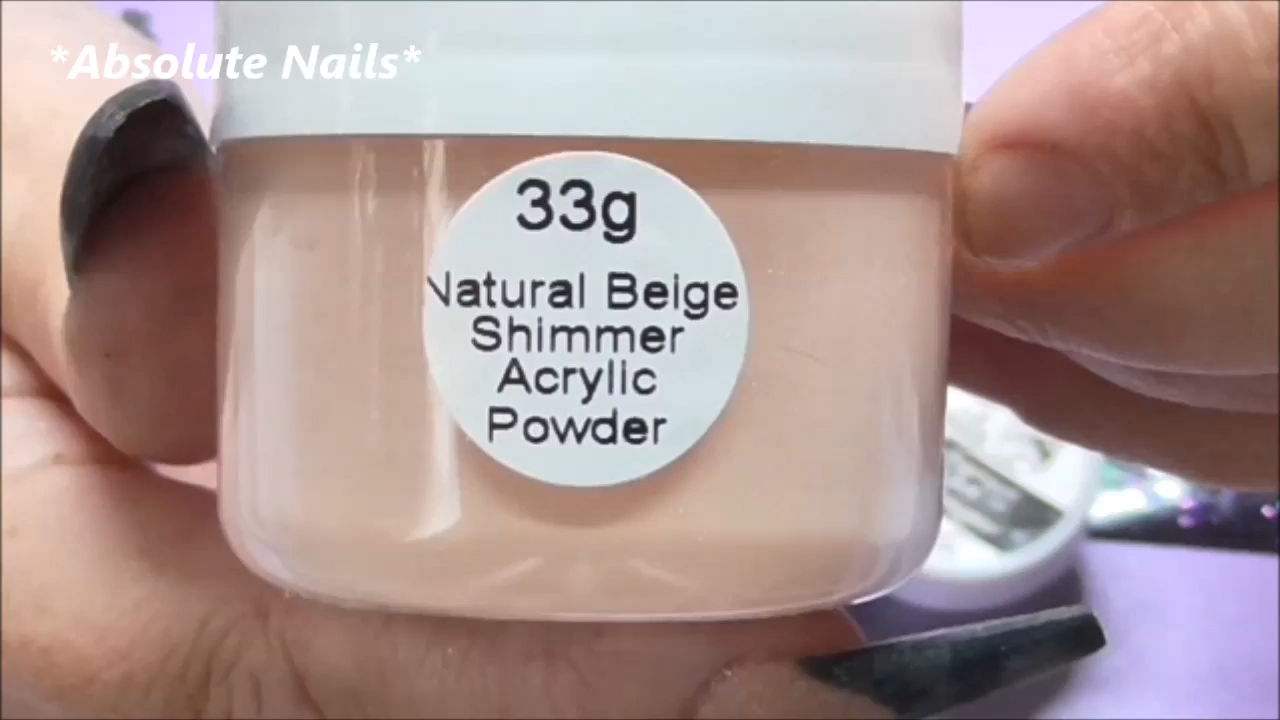 *Absolute Nails*
33g
Natural Beige
Shimmer
Acrylic
Powder